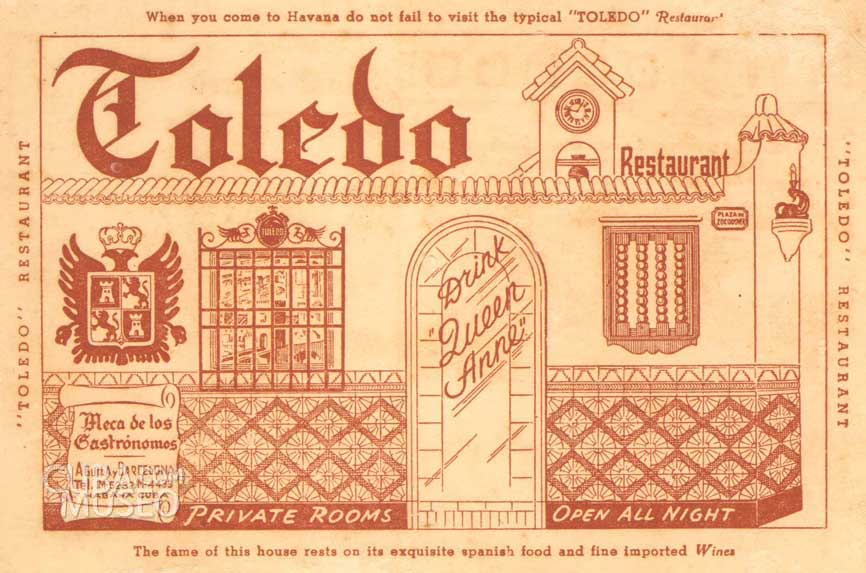 When you come to Havana do not fail to visit the typical "TOLEDO" Restaurant
Toledo
Restaurant
"TOLEDO" RESTAURANT
"TOLEDO" RESTAURANT
TOLEDO
PLAZA DE
ZOCODOVER
Drink
"Queen
Anne"
Meca de los
Gastrónomos
AGUILA Y BARCELONA
HABANA CUBA
MUSEO
PRIVATE ROOMS
OPEN ALL NIGHT
The fame of this house rests on its exquisite spanish food and fine imported Wines